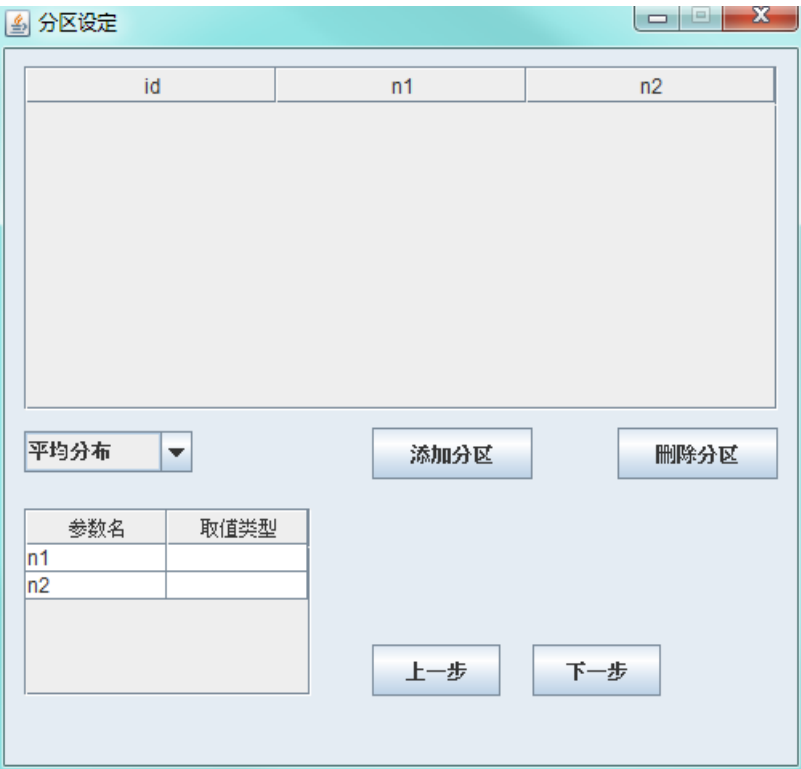 分区设定
id n1 n2
平均分布 添加分区 删除分区
参数名 取值类型
n1
n2
上一步 下一步